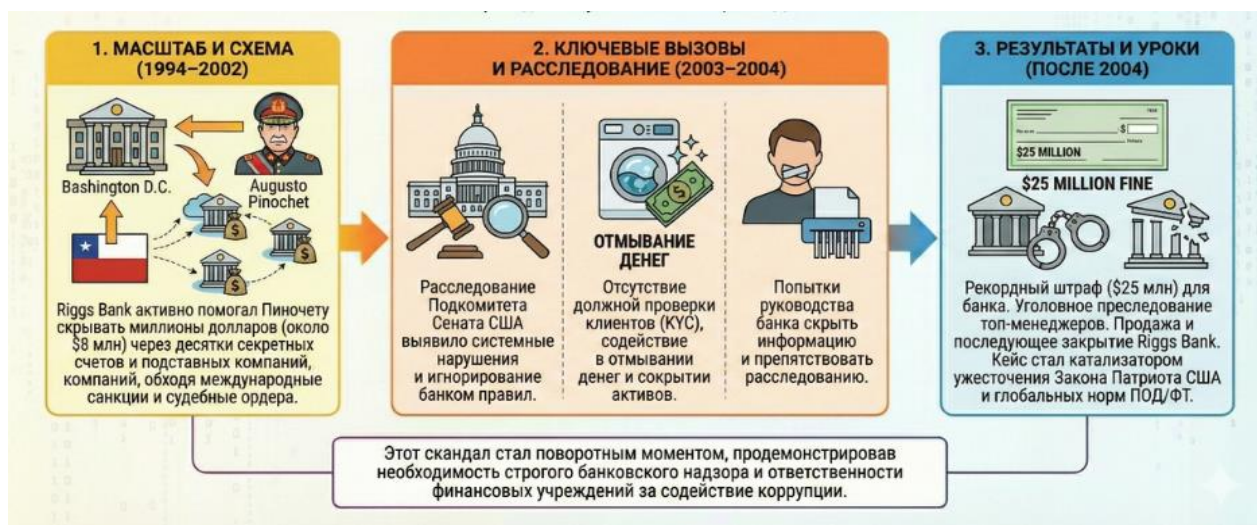 1. МАСШТАБ И СХЕМА
(1994–2002)
Bashington D.C.
Augusto
Pinochet
$
$
$
Riggs Bank активно помогал Пиночету
скрывать миллионы долларов (около
$8 млн) через десятки секретных
счетов и подставных компаний,
компаний, обходя международные
санкции и судебные ордера.
2. КЛЮЧЕВЫЕ ВЫЗОВЫ
И РАССЛЕДОВАНИЕ (2003–2004)
Расследование
Подкомитета
Сената США
выявило системные
нарушения
и игнорирование
банком правил.
$
ОТМЫВАНИЕ
ДЕНЕГ
Отсутствие
должной проверки
клиентов (KYC),
содействие
в отмывании
денег и сокрытии
активов.
Попытки
руководства
банка скрыть
информацию
и препятствовать
расследованию.
3. РЕЗУЛЬТАТЫ И УРОКИ
(ПОСЛЕ 2004)
$
$25 MILLION
$25 MILLION FINE
Рекордный штраф ($25 млн) для
банка. Уголовное преследование
топ-менеджеров. Продажа и
последующее закрытие Riggs Bank.
Кейс стал катализатором
ужесточения Закона Патриота США
и глобальных норм ПОД/ФТ.
Этот скандал стал поворотным моментом, продемонстрировав
необходимость строгого банковского надзора и ответственности
финансовых учреждений за содействие коррупции.